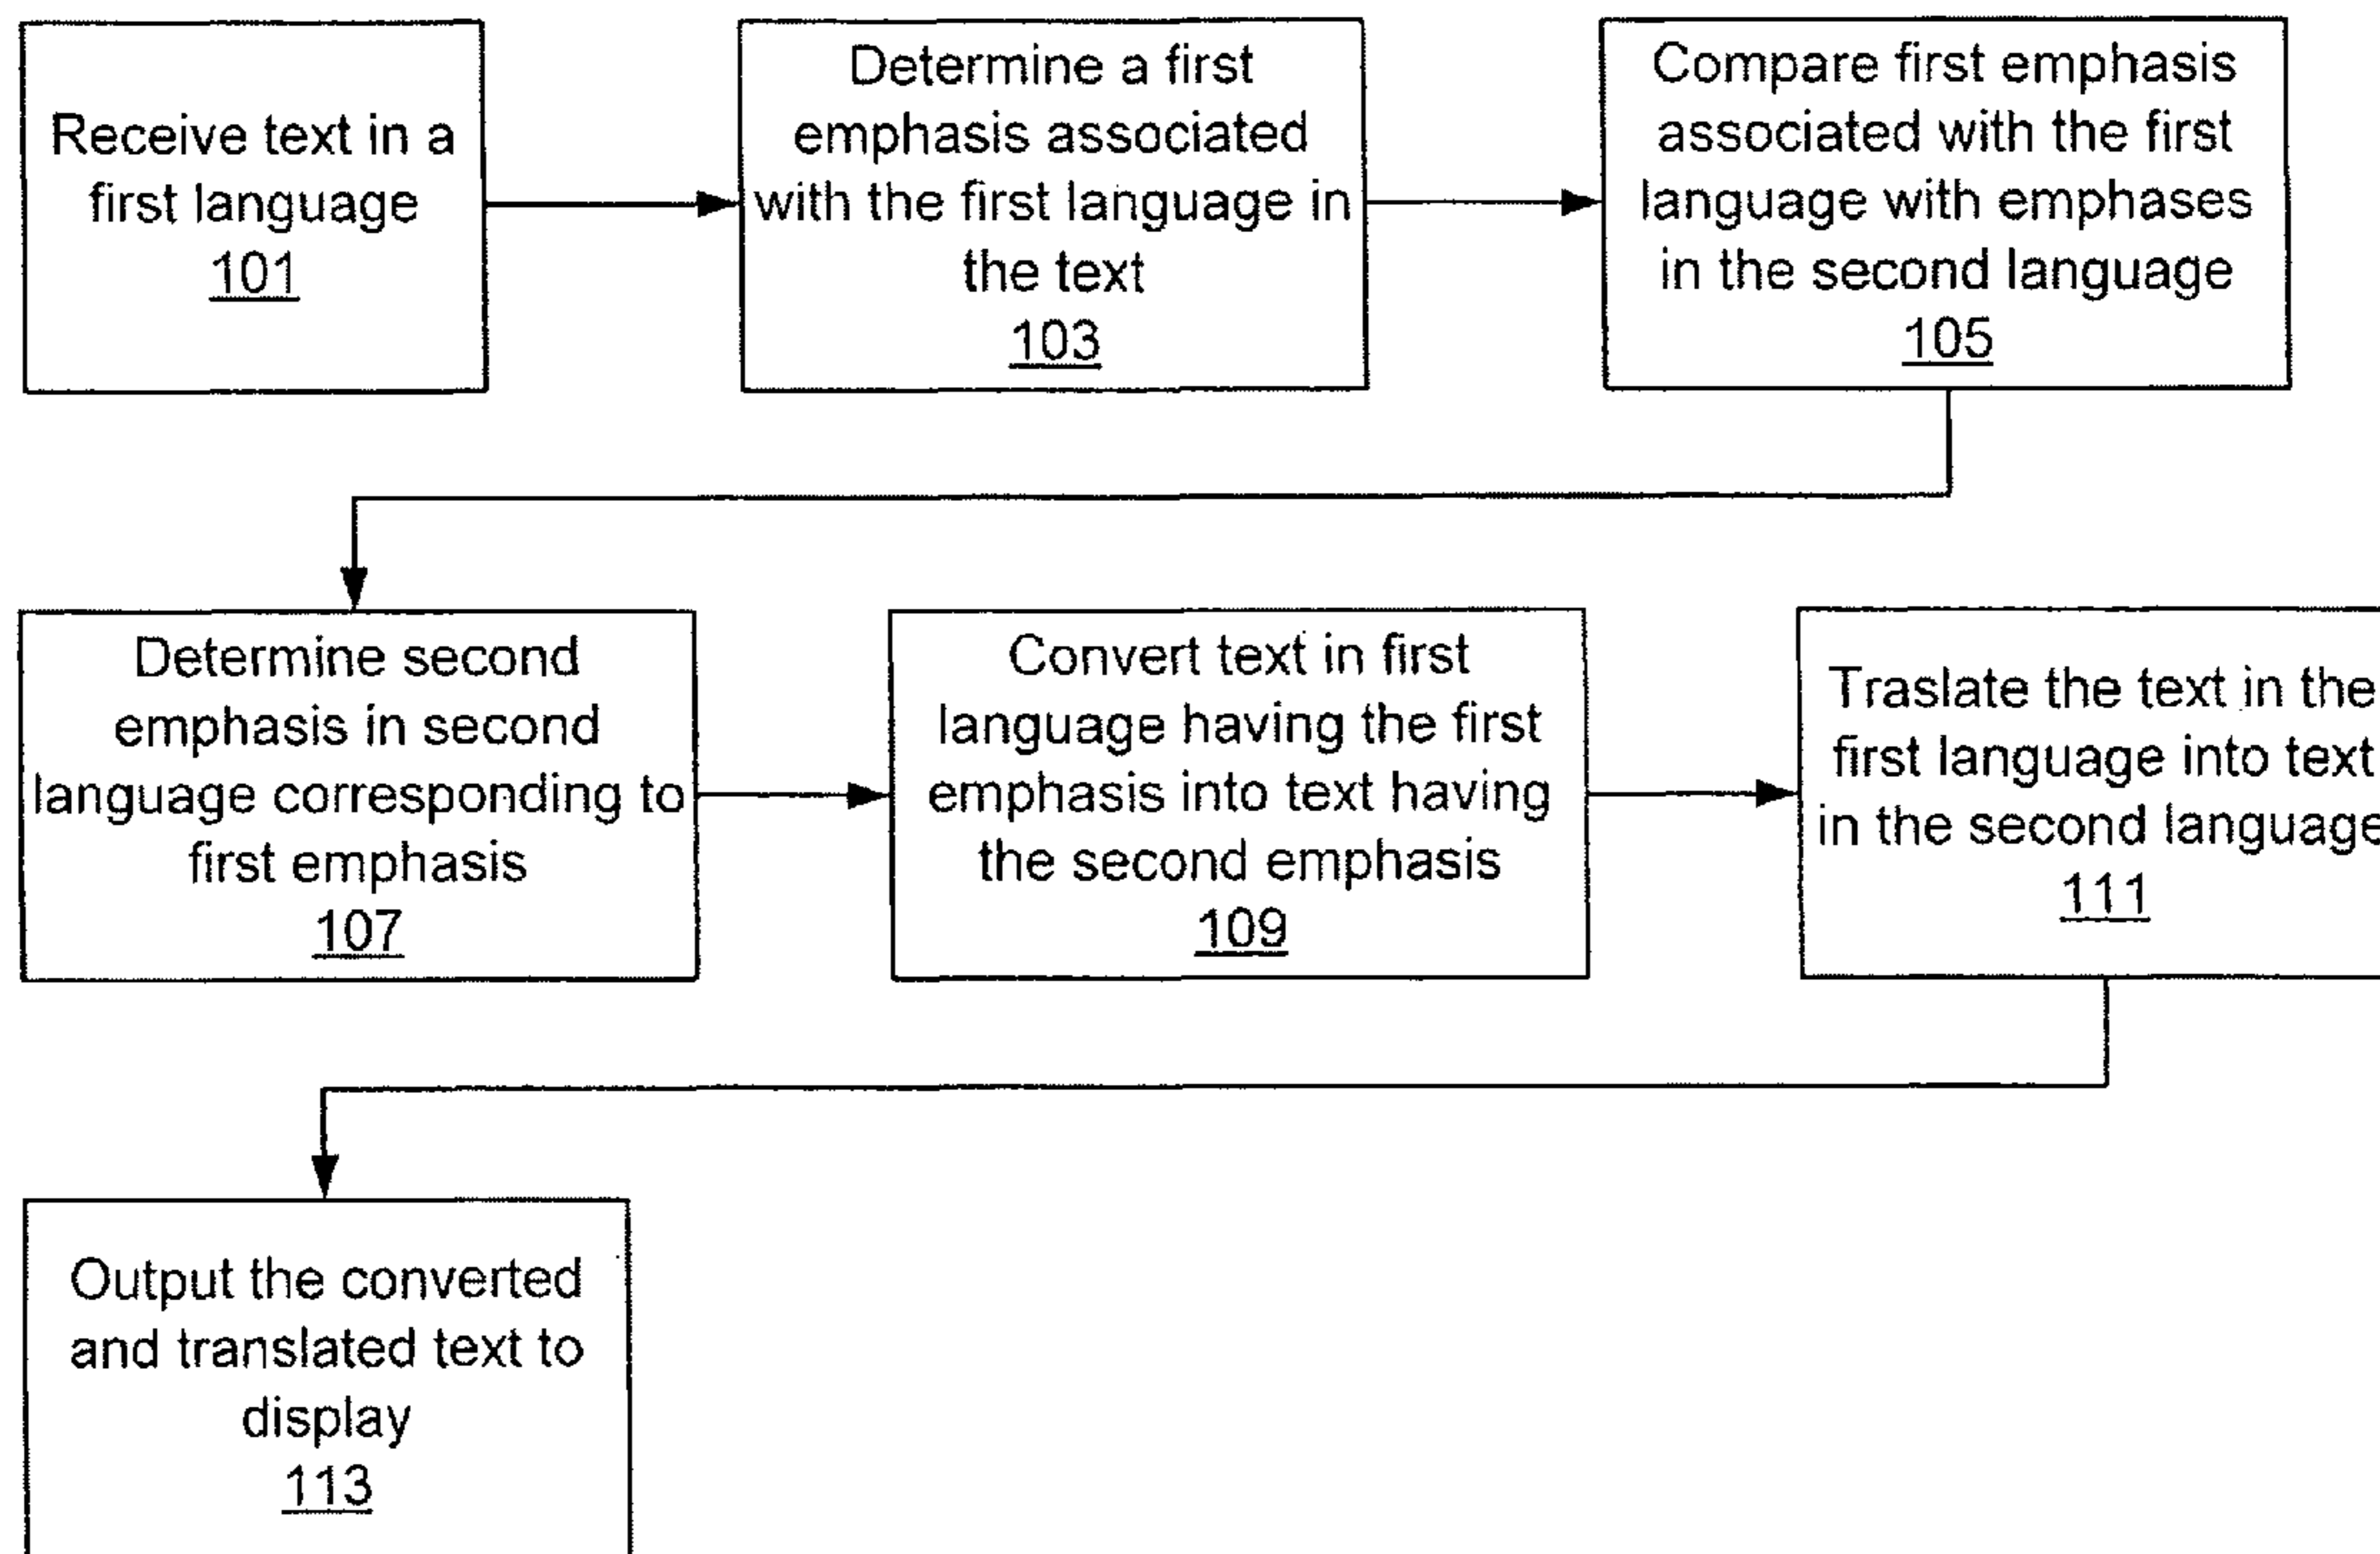 Receive text in a
first language
101
Determine a first
emphasis associated
with the first language in
the text
103
Compare first emphasis
associated with the first
language with emphases
in the second language
105
Determine second
emphasis in second
language corresponding to
first emphasis
107
Convert text in first
language having the first
emphasis into text having
the second emphasis
109
Traslate the text in the
first language into text
in the second language
111
Output the converted
and translated text to
display
113